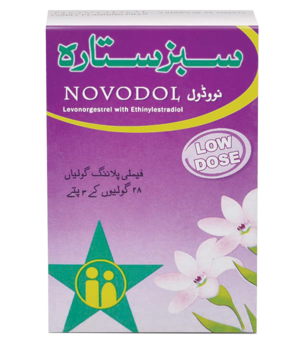 سبز ستارہ
NOVODOL نووڈول
Levonorgestrel with Ethinylestradiol
LOW
DOSE
فیملی پلاننگ گولیاں
۲۸ گولیوں کے ۳ پتے